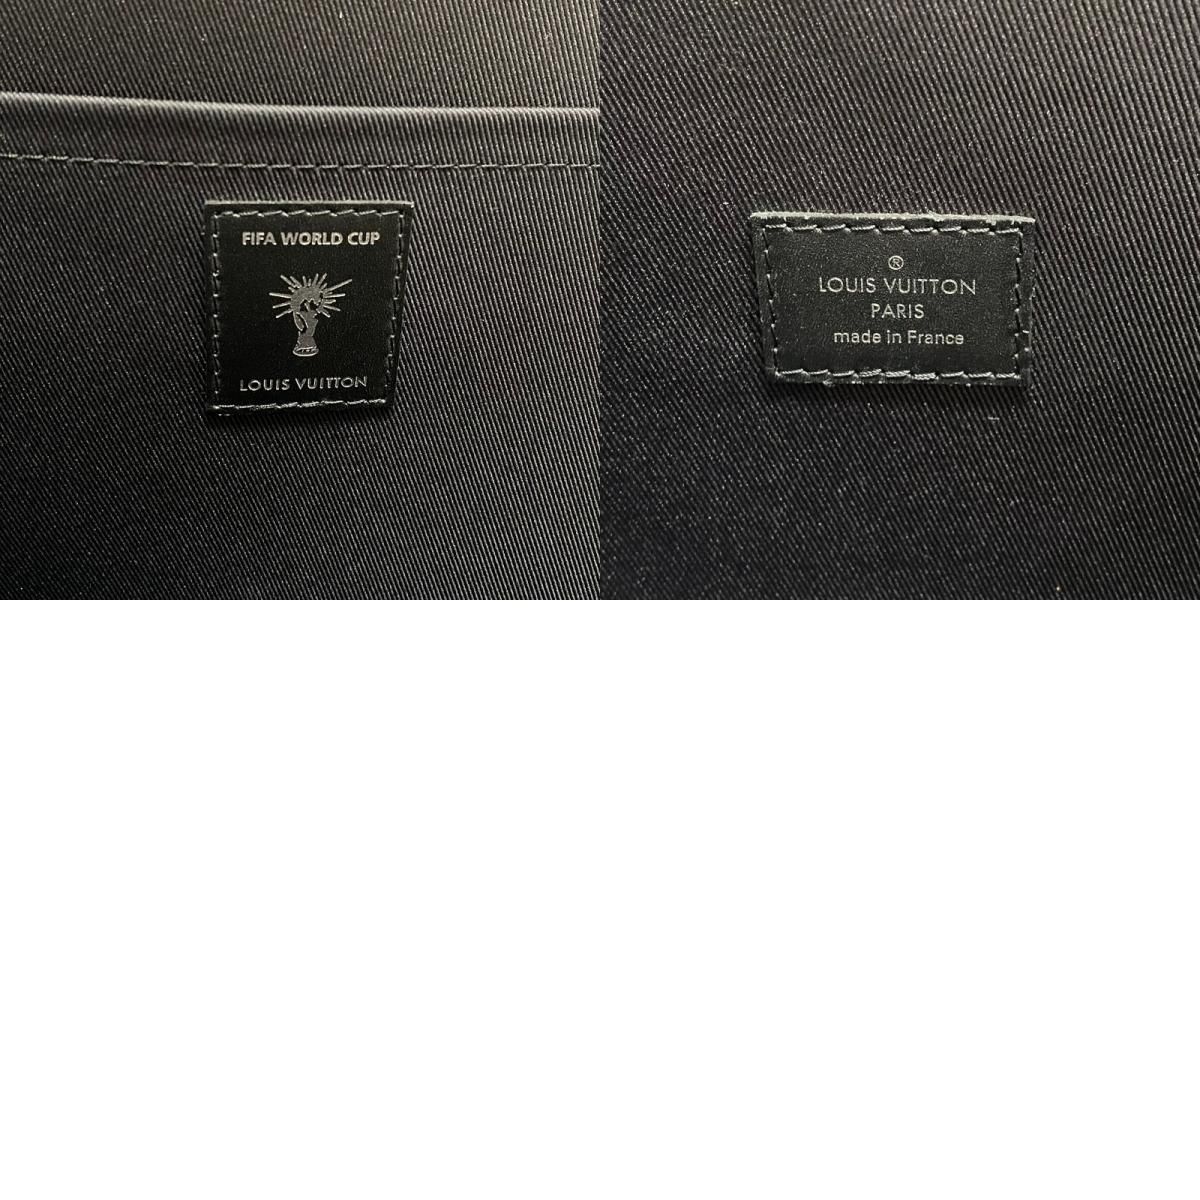 FIFA WORLD CUP
LOUIS VUITTON
®
LOUIS VUITTON
PARIS
made in France